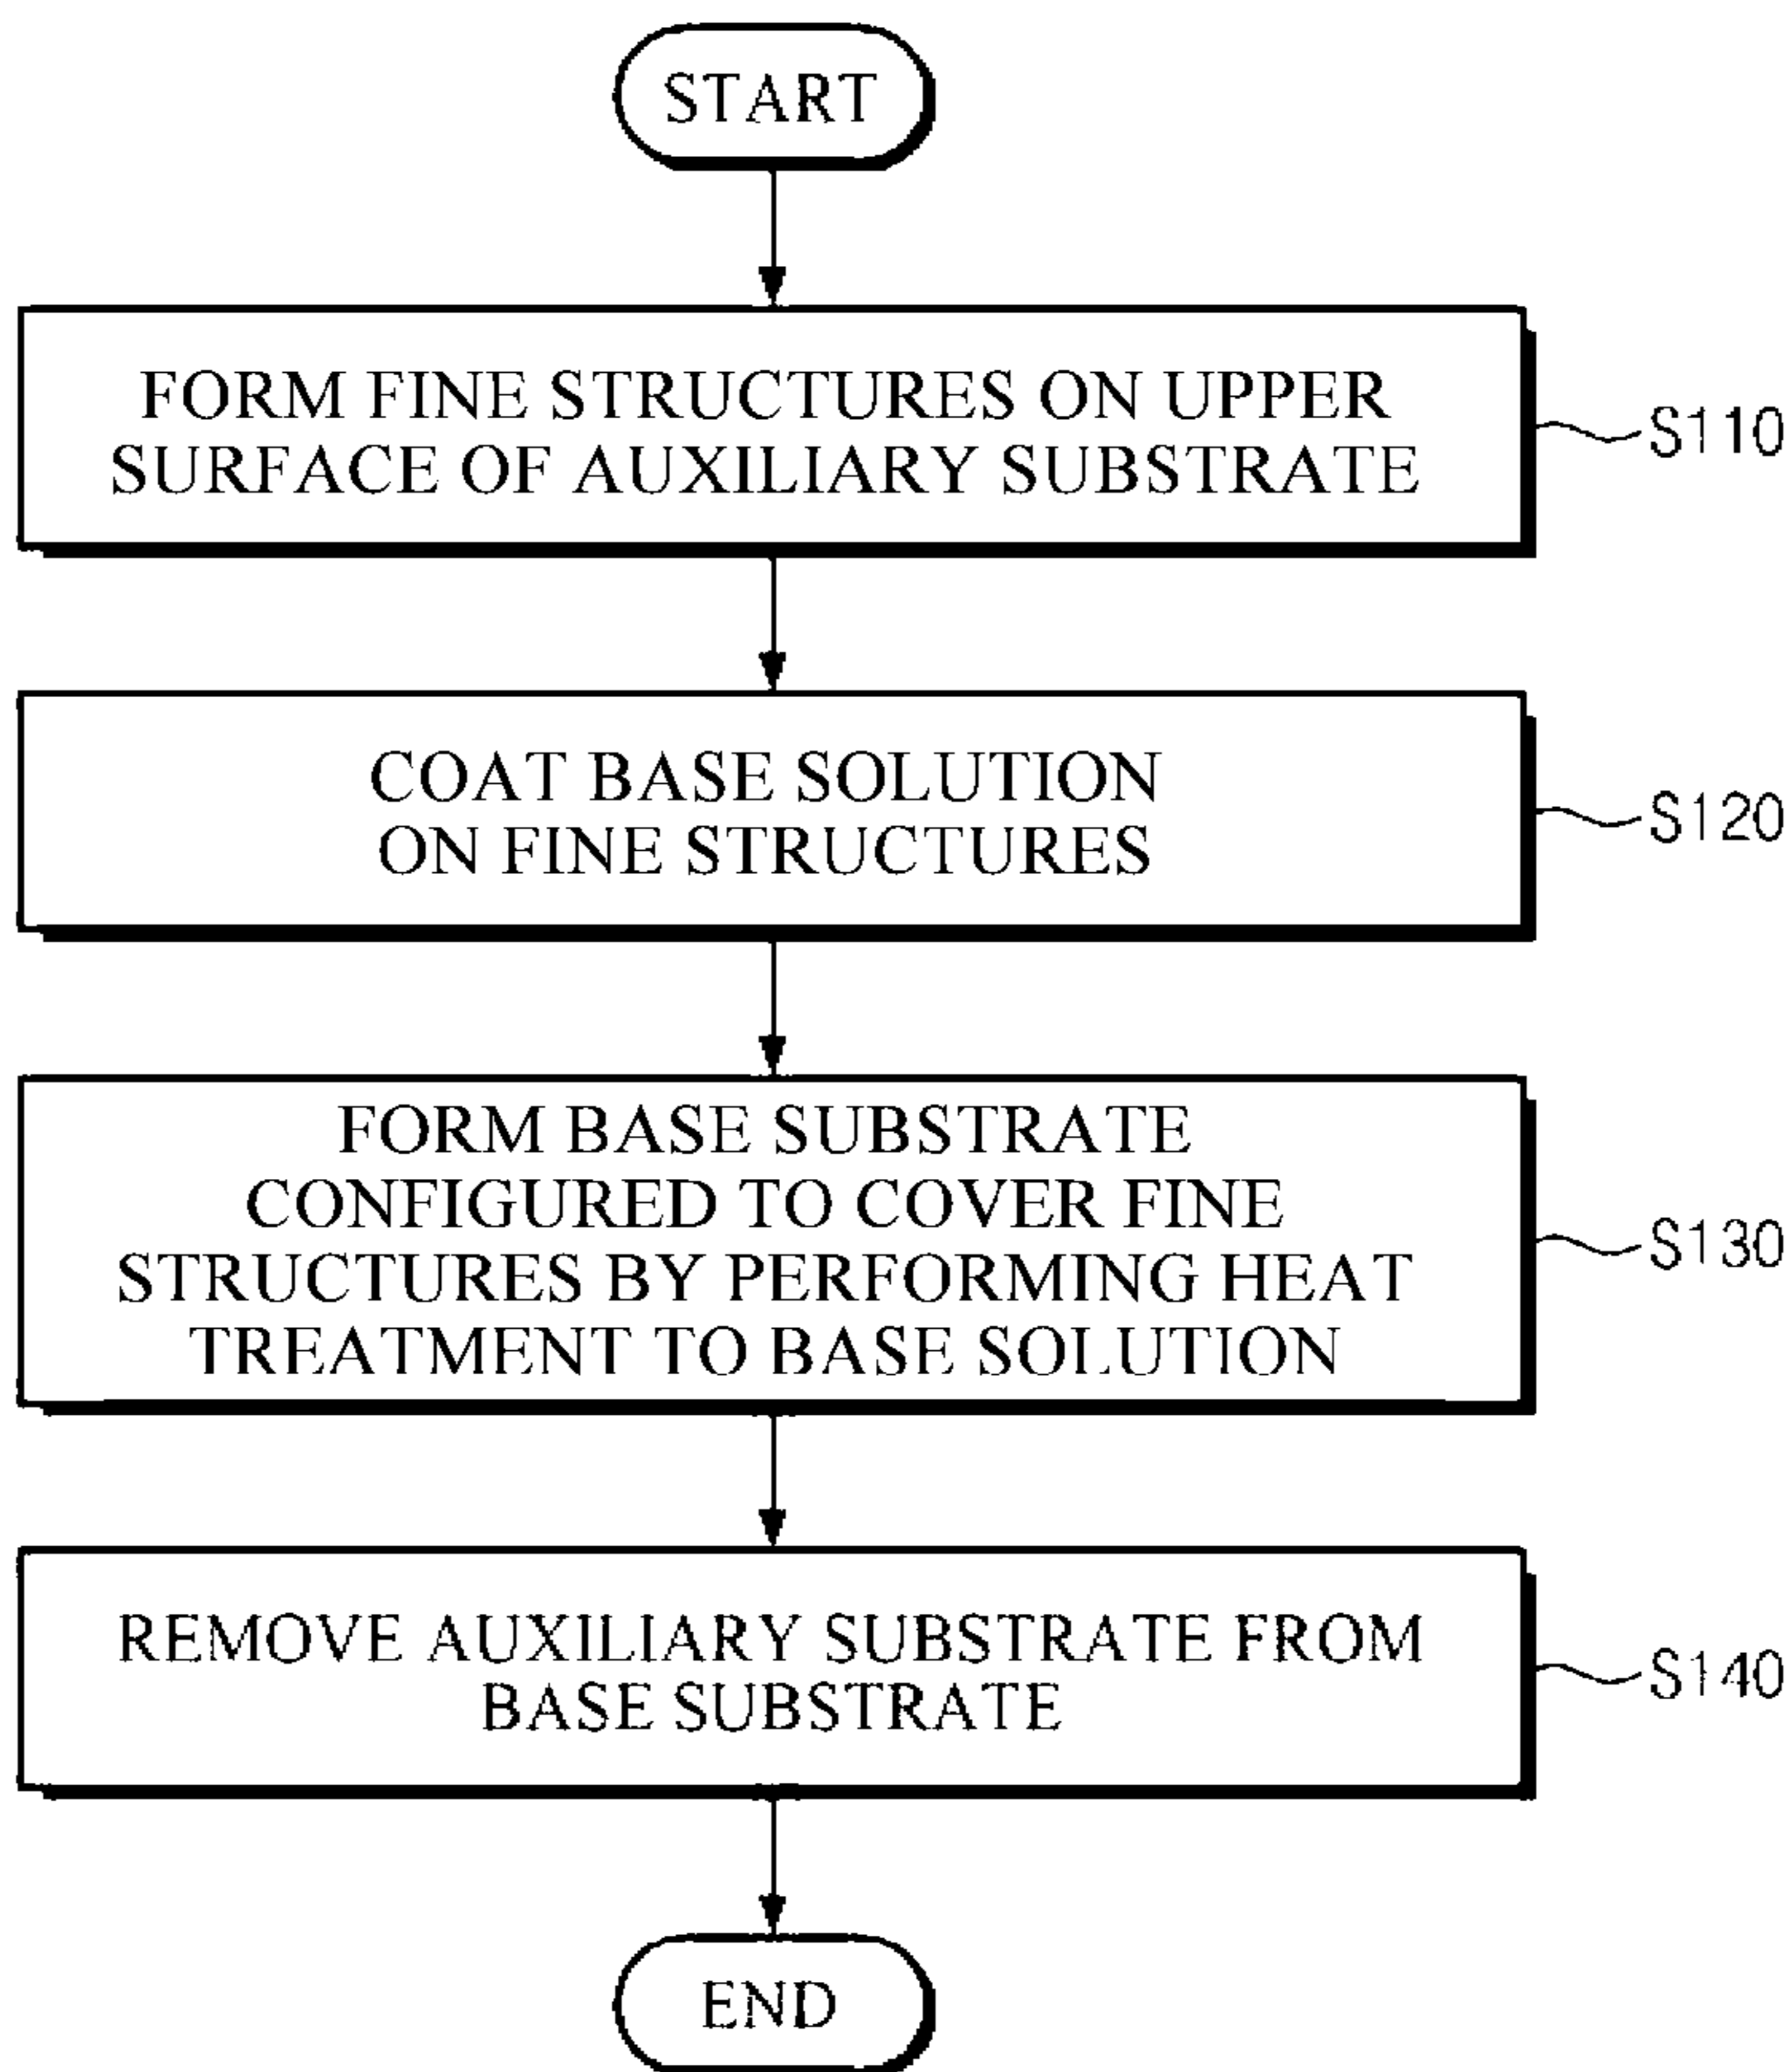 START
FORM FINE STRUCTURES ON UPPER
SURFACE OF AUXILIARY SUBSTRATE
S110
COAT BASE SOLUTION
ON FINE STRUCTURES
S120
FORM BASE SUBSTRATE
CONFIGURED TO COVER FINE
STRUCTURES BY PERFORMING HEAT
TREATMENT TO BASE SOLUTION
S130
REMOVE AUXILIARY SUBSTRATE FROM
BASE SUBSTRATE
S140
END